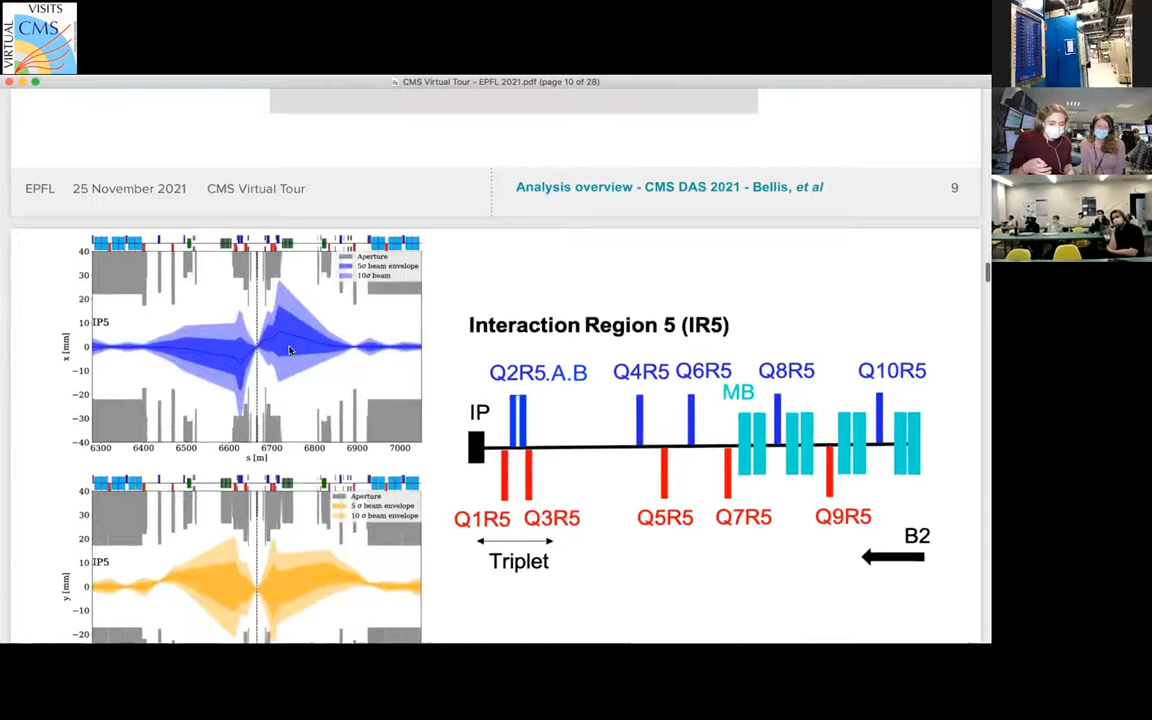 VISITS
VIRTUAL
CMS
CMS Virtual Tour - EPFL 2021.pdf (page 10 of 28)
EPFL 25 November 2021 CMS Virtual Tour
Analysis overview - CMS DAS 2021 - Bellis, et al
9
40
30
20
10
0
−10
−20
−30
−40
x [mm]
IP5
Aperture
5σ beam envelope
10σ beam
6300 6400 6500 6600 6700 6800 6900 7000
s [m]
40
30
20
10
0
−10
−20
y [mm]
IP5
Aperture
5 σ beam envelope
10 σ beam envelope
Interaction Region 5 (IR5)
Q2R5.A.B Q4R5 Q6R5 Q8R5 Q10R5
MB
IP
Q1R5 Q3R5 Q5R5 Q7R5 Q9R5
Triplet
B2